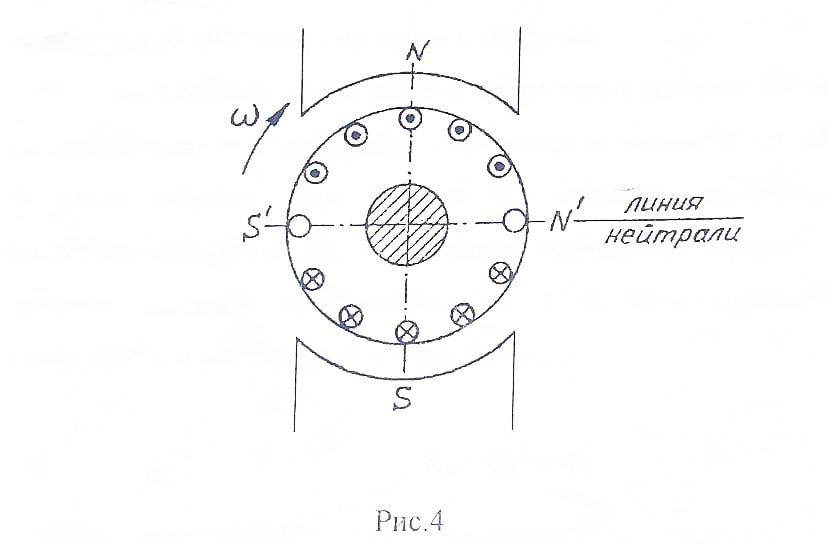 N
ω
S' N' линия
нейтрали
S
Рис.4